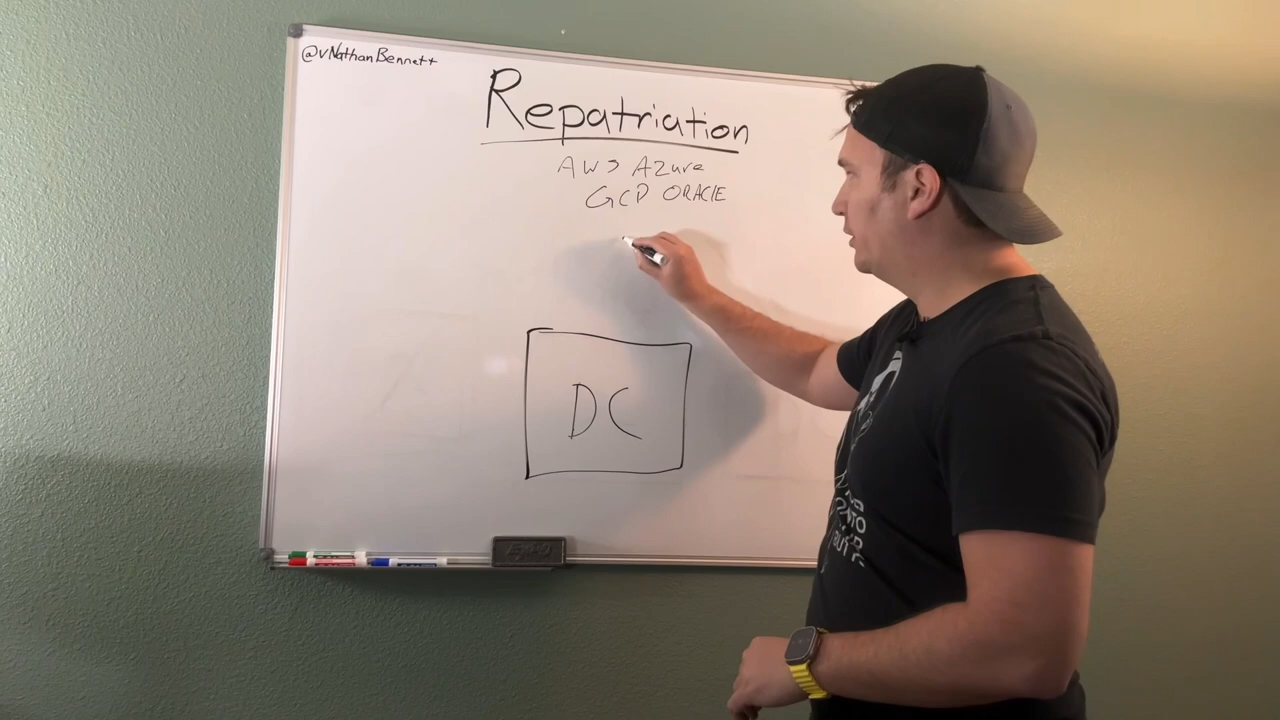 @vNathanBennett
Repatriation
AWS Azure
GCP ORACLE
DC